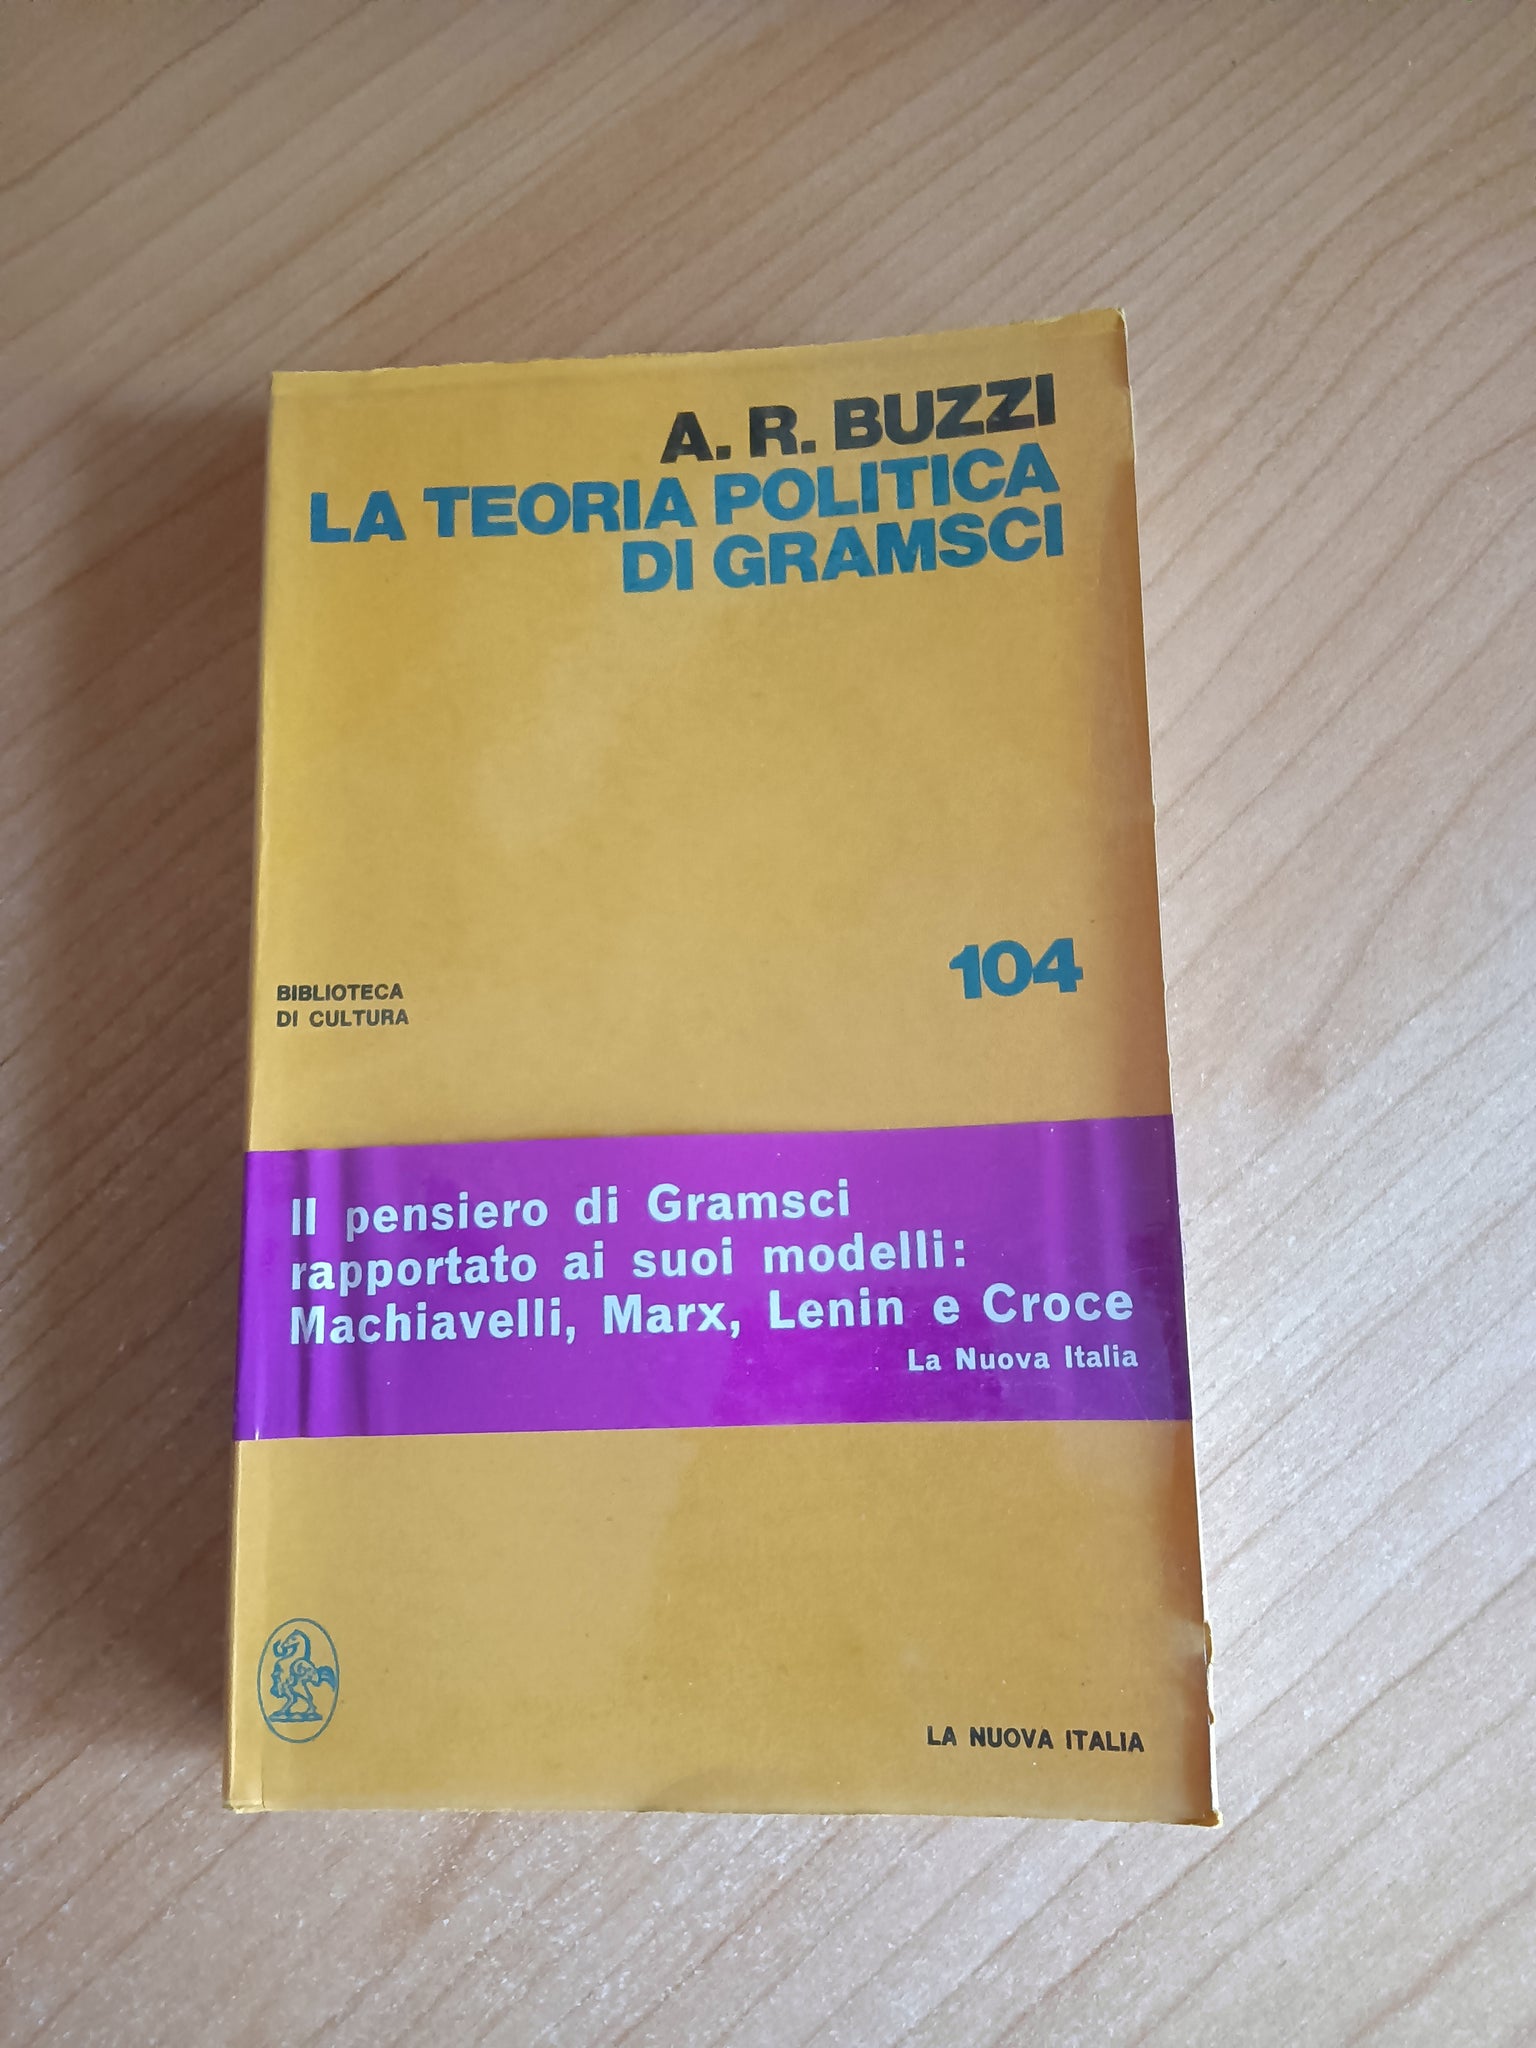 A. R. BUZZI
LA TEORIA POLITICA
DI GRAMSCI
104
BIBLIOTECA
DI CULTURA
Il pensiero di Gramsci
rapportato ai suoi modelli:
Machiavelli, Marx, Lenin e Croce
La Nuova Italia
LA NUOVA ITALIA